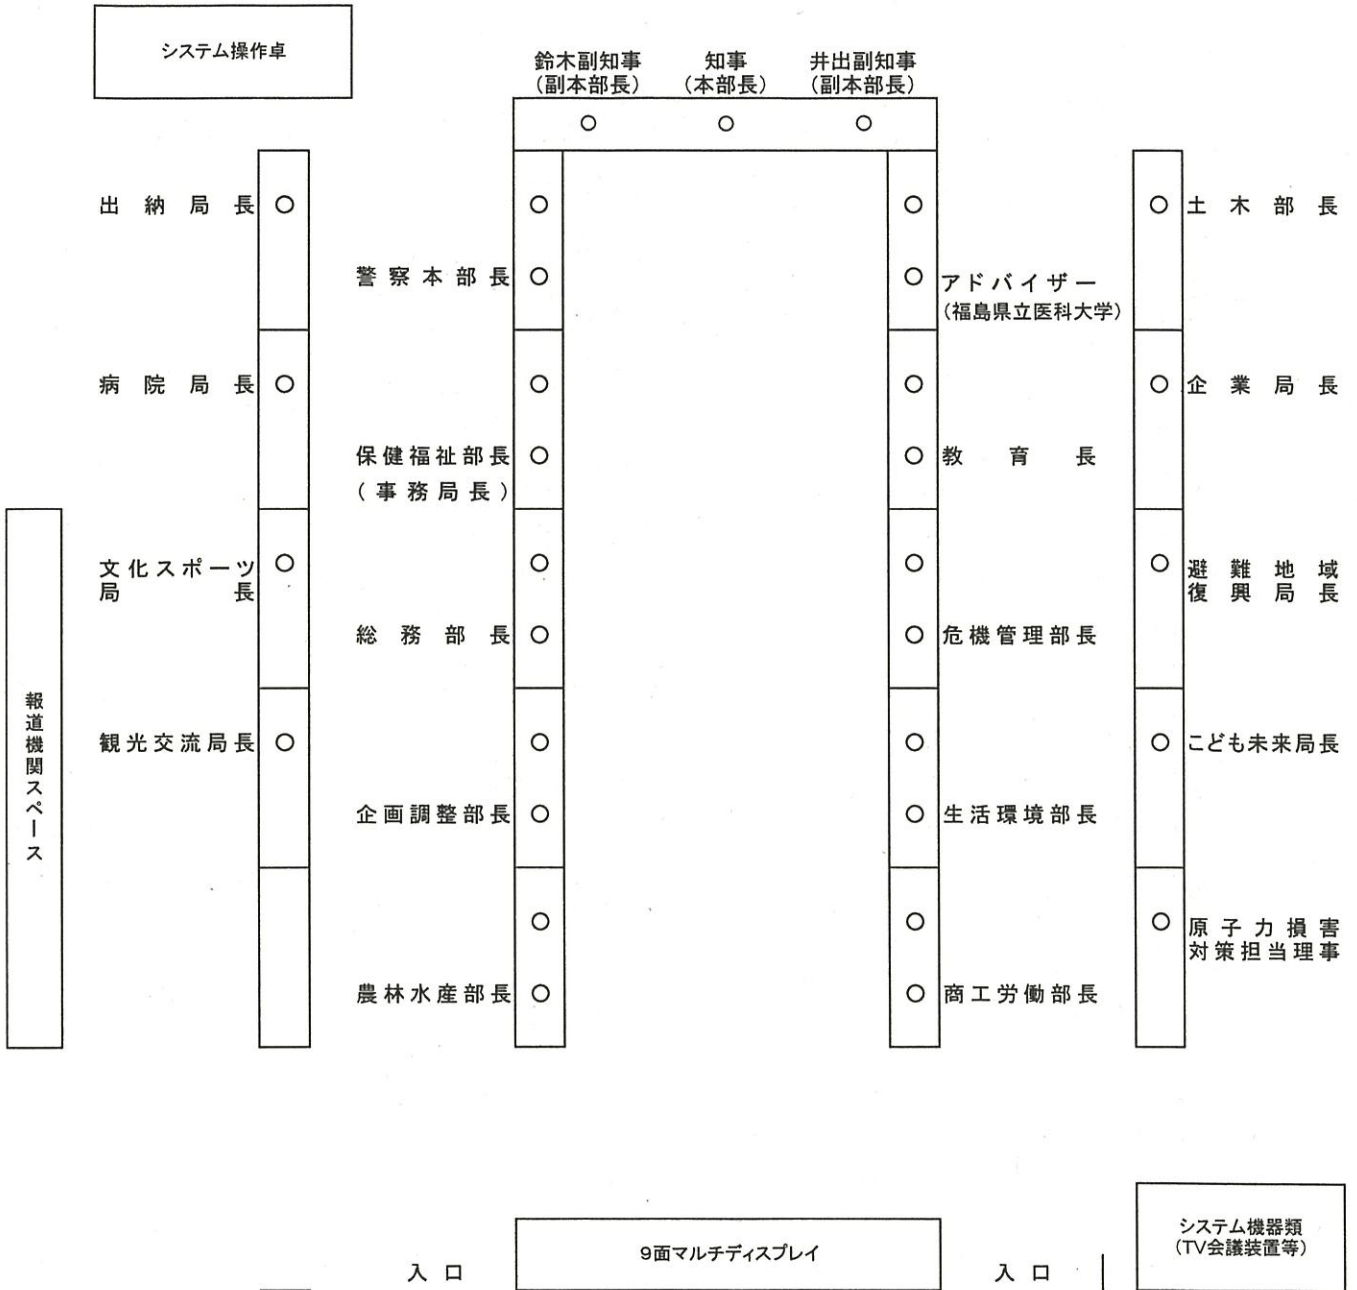 システム操作卓
鈴木副知事
（副本部長）
知事
（本部長）
井出副知事
（副本部長）
出納局長
警察本部長
アドバイザー
（福島県立医科大学）
土木部長
病院局長
保健福祉部長
（事務局長）
教育長
企業局長
文化スポーツ
局長
総務部長
危機管理部長
避難地域
復興局長
報道機関スペース
観光交流局長
企画調整部長
生活環境部長
こども未来局長
農林水産部長
商工労働部長
原子力損害
対策担当理事
入口
9面マルチディスプレイ
入口
システム機器類
（TV会議装置等）